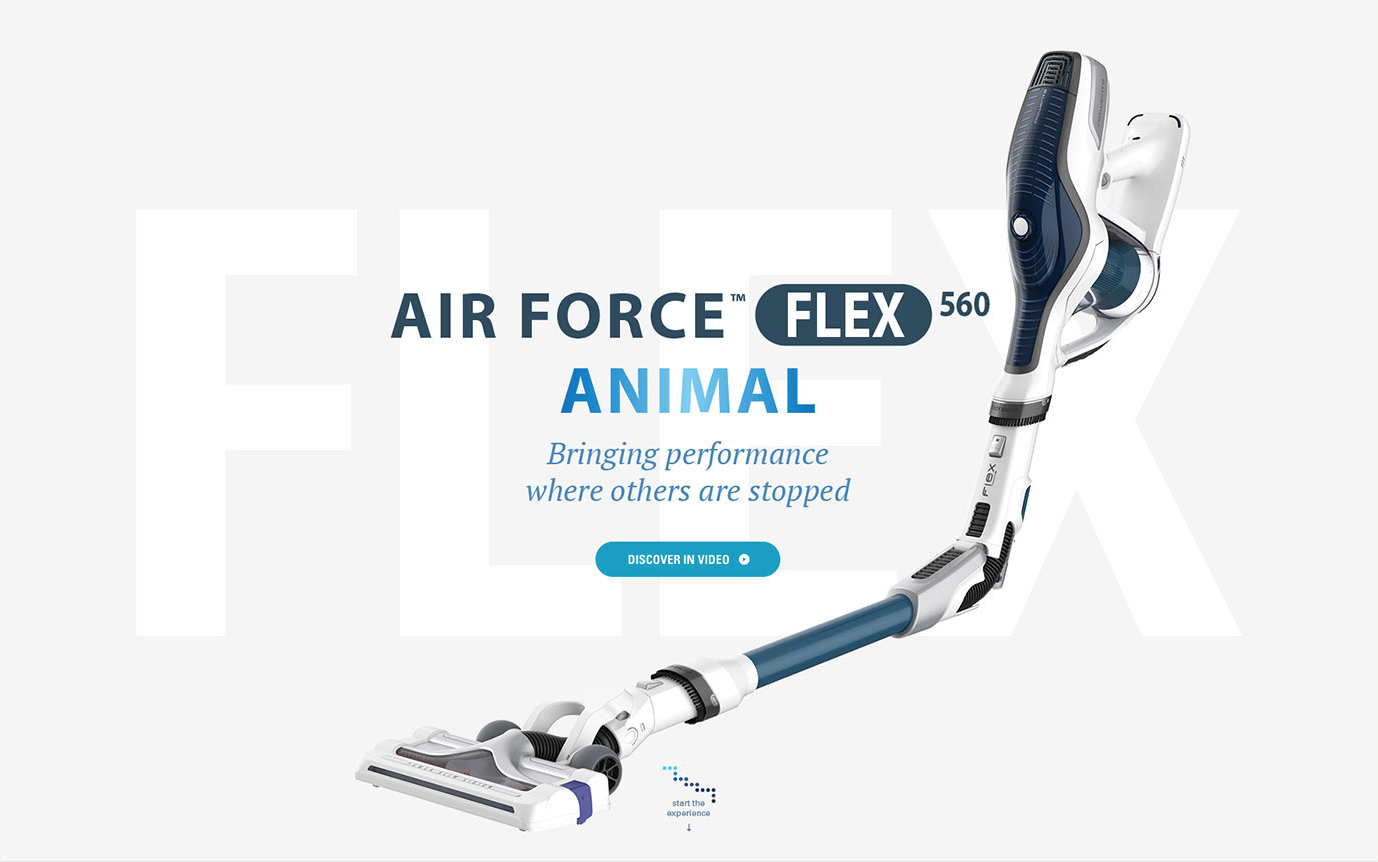 FLEX
AIR FORCE™ FLEX 560
ANIMAL
Bringing performance
where others are stopped
DISCOVER IN VIDEO
FLEX
start the
experience
↓